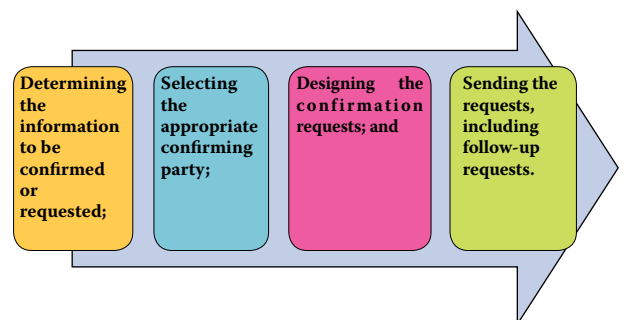 Determining
the
information
to be
confirmed
or
requested;
Selecting
the
appropriate
confirming
party;
Designing the
confirmation
requests; and
Sending the
requests,
including
follow-up
requests.